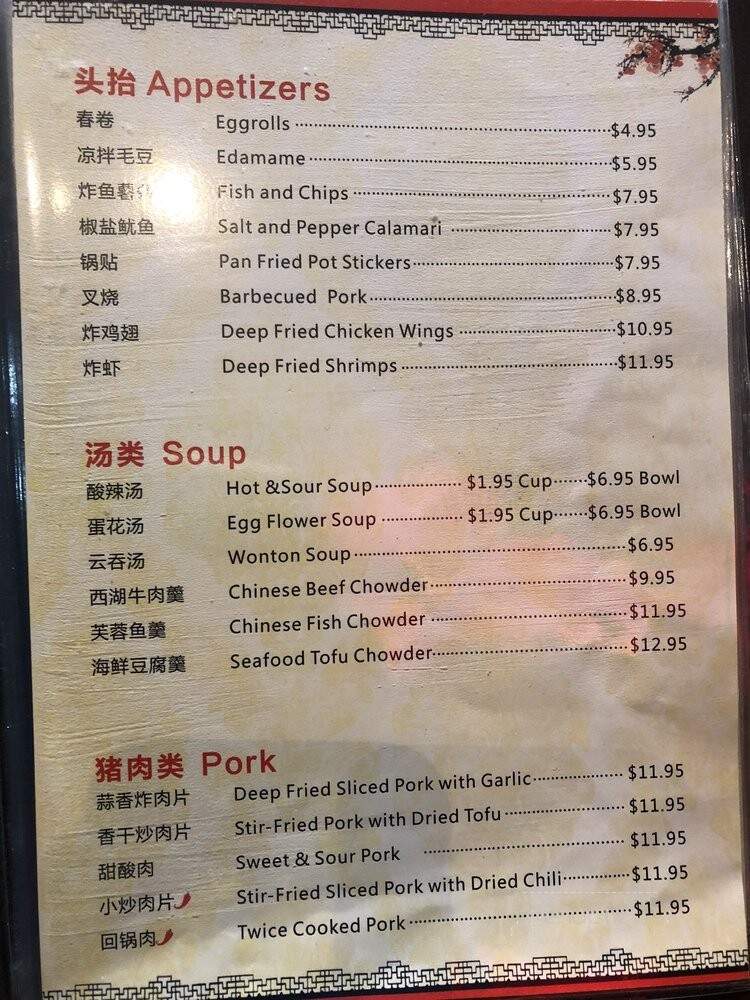 头抬 Appetizers
春卷 Eggrolls $4.95
凉拌毛豆 Edamame $5.95
炸鱼 Fish and Chips $7.95
椒盐鱿鱼 Salt and Pepper Calamari $7.95
锅贴 Pan Fried Pot Stickers $7.95
叉烧 Barbecued Pork $8.95
炸鸡翅 Deep Fried Chicken Wings $10.95
炸虾 Deep Fried Shrimps $11.95
汤类 Soup
酸辣汤 Hot &Sour Soup $1.95 Cup $6.95 Bowl
蛋花汤 Egg Flower Soup $1.95 Cup $6.95 Bowl
云吞汤 Wonton Soup $6.95
西湖牛肉羹 Chinese Beef Chowder $9.95
芙蓉鱼羹 Chinese Fish Chowder $11.95
海鲜豆腐羹 Seafood Tofu Chowder $12.95
猪肉类 Pork
蒜香炸肉片 Deep Fried Sliced Pork with Garlic $11.95
香干炒肉片 Stir-Fried Pork with Dried Tofu $11.95
甜酸肉 Sweet & Sour Pork $11.95
小炒肉片 Stir-Fried Sliced Pork with Dried Chili $11.95
回锅肉 Twice Cooked Pork $11.95